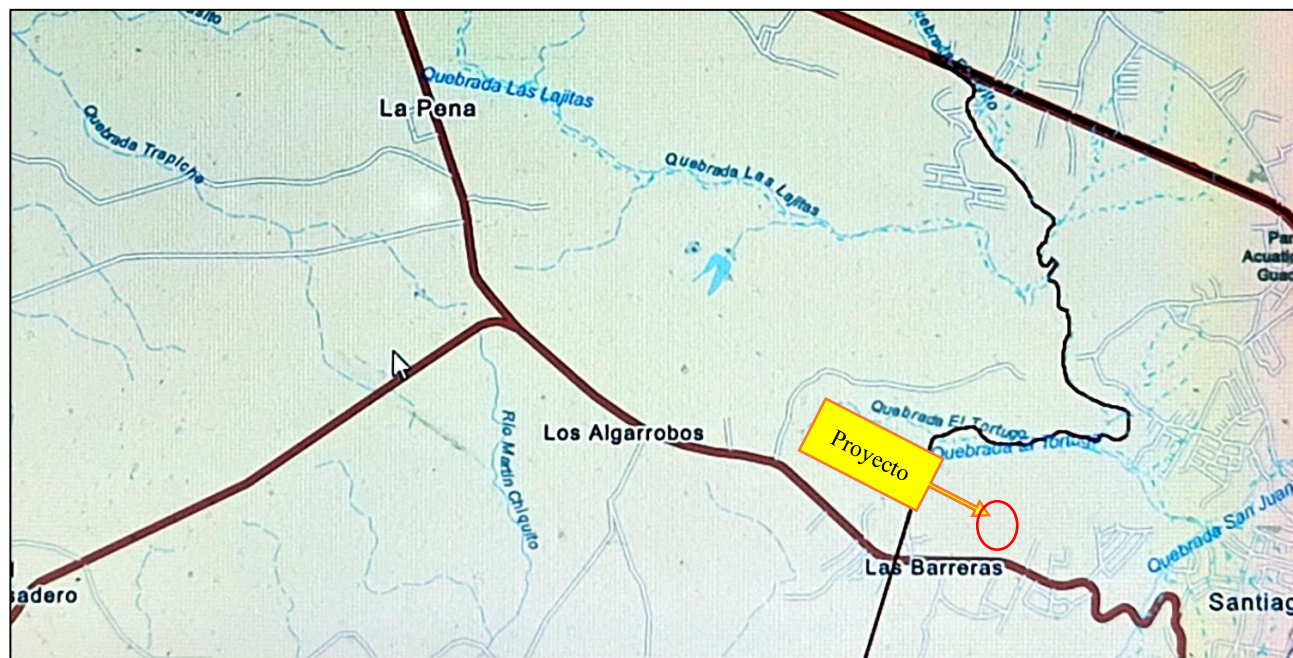 Quebrada Las Lajitas
La Pena
Quebrada Trapiche
Quebrada Las Lajitas
Par
Acuatic
Guad
Quebrada El Tortugo
Proyecto
Los Algarrobos
Quebrada El Tortugo
Rio Martin Chiquito
Quebrada San Juan
Las Barreras
sadero
Santiag